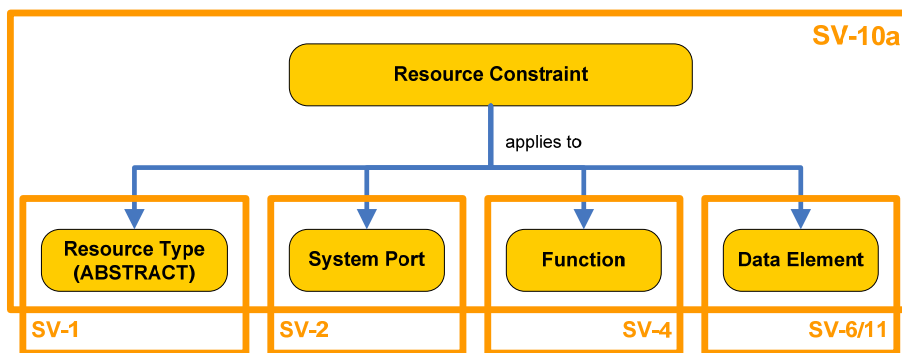 SV-10a
Resource Constraint
applies to
Resource Type
(ABSTRACT)
System Port
Function
Data Element
SV-1
SV-2
SV-4
SV-6/11